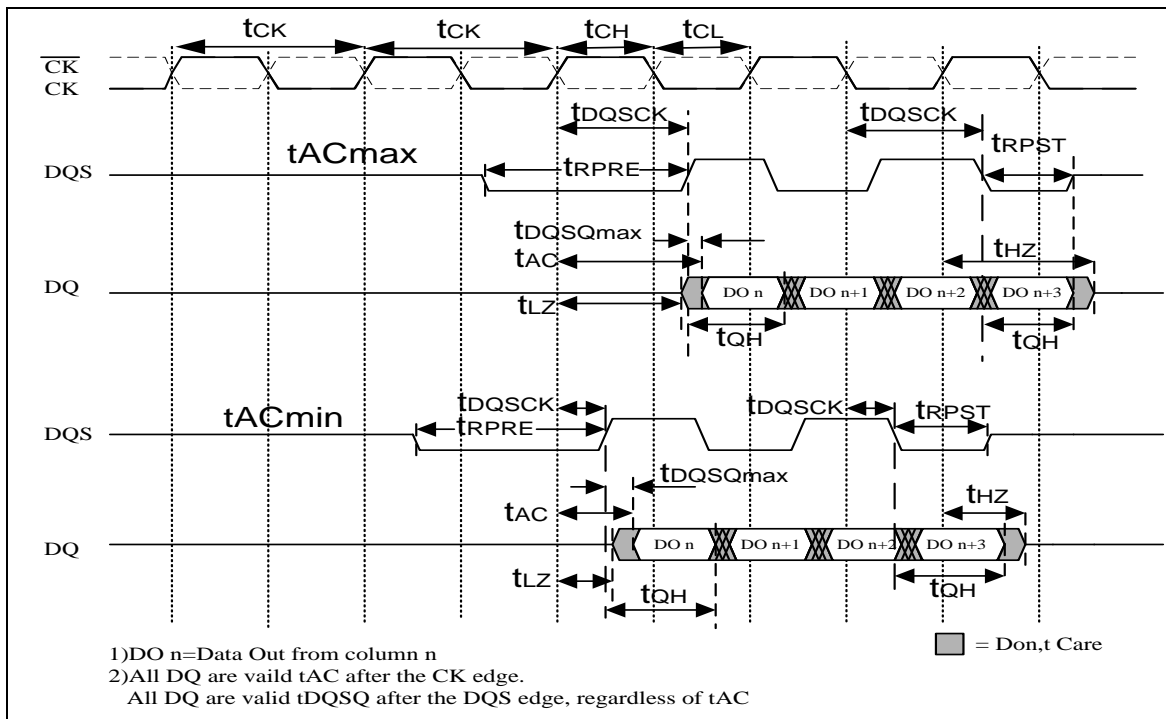 tCK tCK tCH tCL
CK
CK
tDQSCK tDQSCK
tACmax tRPST
DQS tRPRE
tDQSQmax
tAC tHZ
DQ DO n DO n+1 DO n+2 DO n+3
tLZ
tQH tQH
tDQSCK tDQSCK tRPST
tACmin
DQS tRPRE
tDQSQmax
tAC tHZ
DQ DO n DO n+1 DO n+2 DO n+3
tLZ
tQH tQH
1)DO n=Data Out from column n
= Don,t Care
2)All DQ are vaild tAC after the CK edge.
All DQ are valid tDQSQ after the DQS edge, regardless of tAC